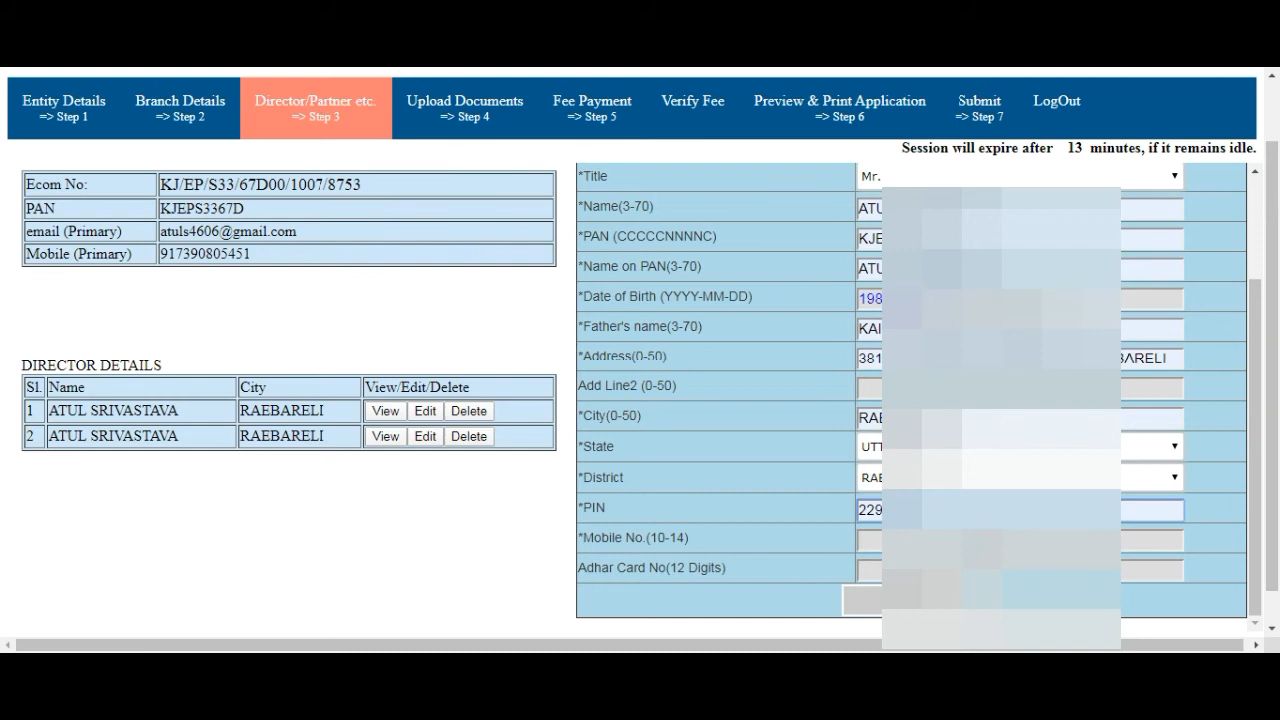 Entity Details Branch Details Director/Partner etc. Upload Documents Fee Payment Verify Fee Preview & Print Application Submit LogOut
=> Step 1 => Step 2 => Step 3 => Step 4 => Step 5 => Step 6 => Step 7
Session will expire after 13 minutes, if it remains idle.
Ecom No: KJ/EP/S33/67D00/1007/8753
PAN KJEPS3367D
email (Primary) atuls4606@gmail.com
Mobile (Primary) 917390805451
DIRECTOR DETAILS
Sl. Name City View/Edit/Delete
1 ATUL SRIVASTAVA RAEBARELI View Edit Delete
2 ATUL SRIVASTAVA RAEBARELI View Edit Delete
*Title Mr.
*Name(3-70) ATU
*PAN (CCCCCNNNNC) KJE
*Name on PAN(3-70) ATU
*Date of Birth (YYYY-MM-DD) 198
*Father's name(3-70) KAI
*Address(0-50) 381 BARELI
Add Line2 (0-50)
*City(0-50) RAE
*State UTT
*District RAE
*PIN 229
*Mobile No.(10-14)
Adhar Card No(12 Digits)